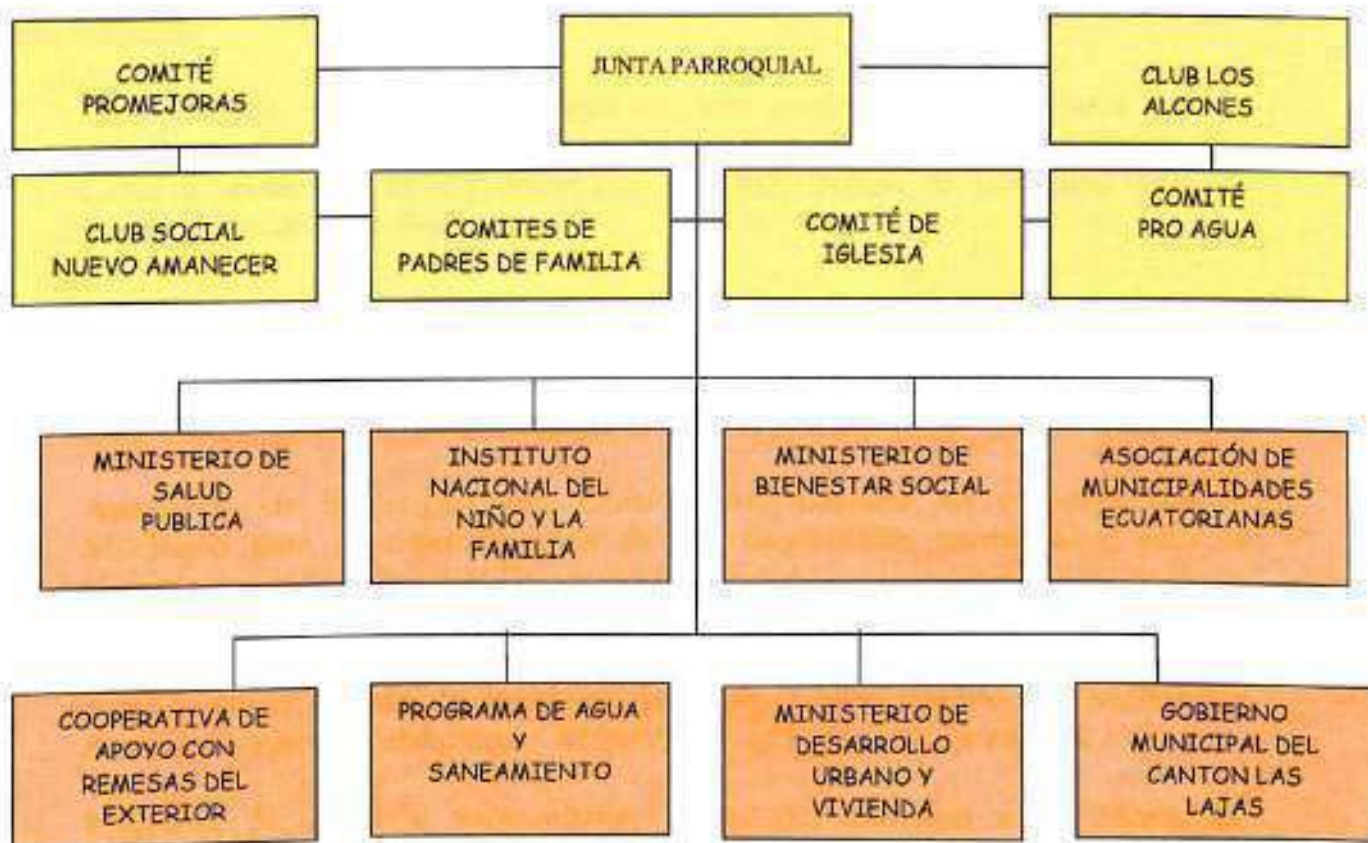 COMITÉ
PROMEJORAS
JUNTA PARROQUIAL
CLUB LOS
ALCONES
CLUB SOCIAL
NUEVO AMANECER
COMITES DE
PADRES DE FAMILIA
COMITÉ DE
IGLESIA
COMITÉ
PRO AGUA
MINISTERIO DE
SALUD
PUBLICA
INSTITUTO
NACIONAL DEL
NIÑO Y LA
FAMILIA
MINISTERIO DE
BIENESTAR SOCIAL
ASOCIACIÓN DE
MUNICIPALIDADES
ECUATORIANAS
COOPERATIVA DE
APOYO CON
REMESAS DEL
EXTERIOR
PROGRAMA DE AGUA
Y
SANEAMIENTO
MINISTERIO DE
DESARROLLO
URBANO Y
VIVIENDA
GOBIERNO
MUNICIPAL DEL
CANTON LAS
LAJAS